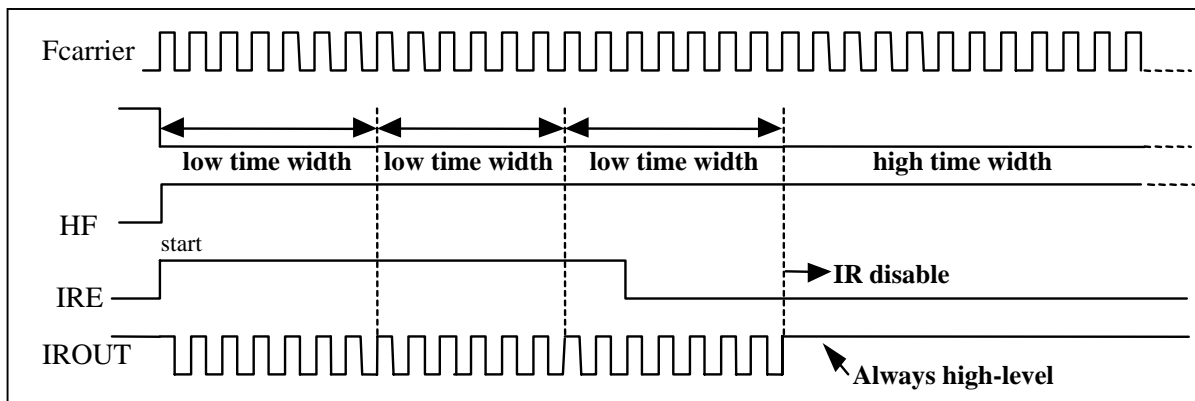 Fcarrier
low time width low time width low time width high time width
HF
start
IRE
IR disable
IROUT
Always high-level